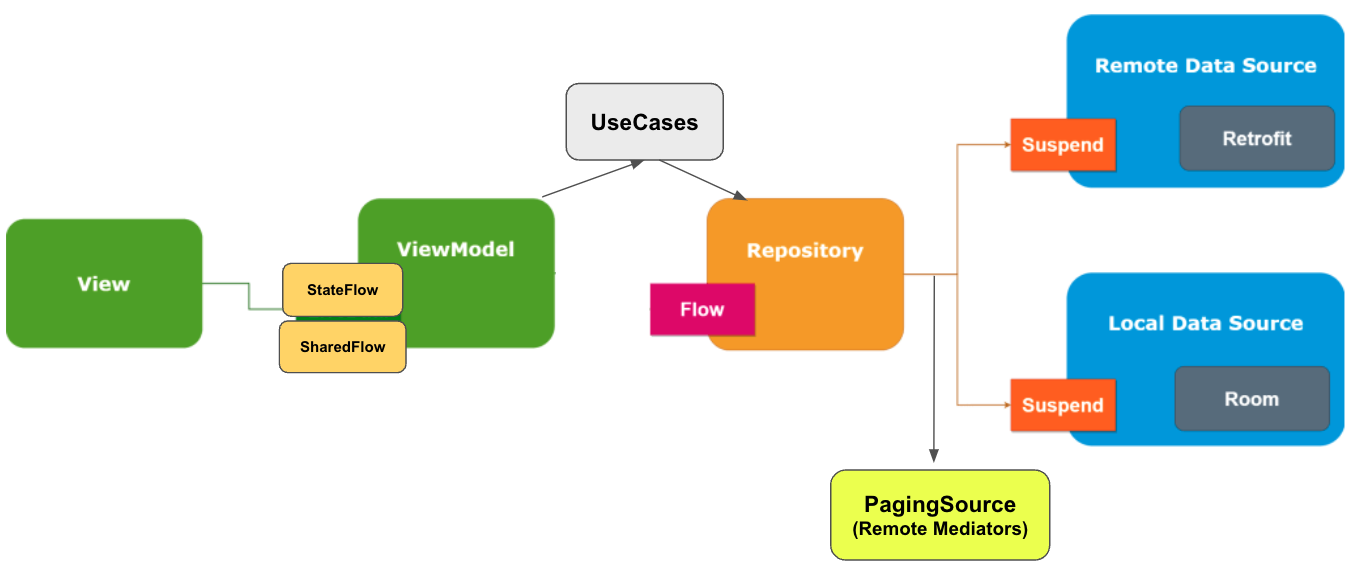 View
StateFlow
SharedFlow
ViewModel
UseCases
Repository
Flow
Remote Data Source
Suspend
Retrofit
Local Data Source
Suspend
Room
PagingSource
(Remote Mediators)